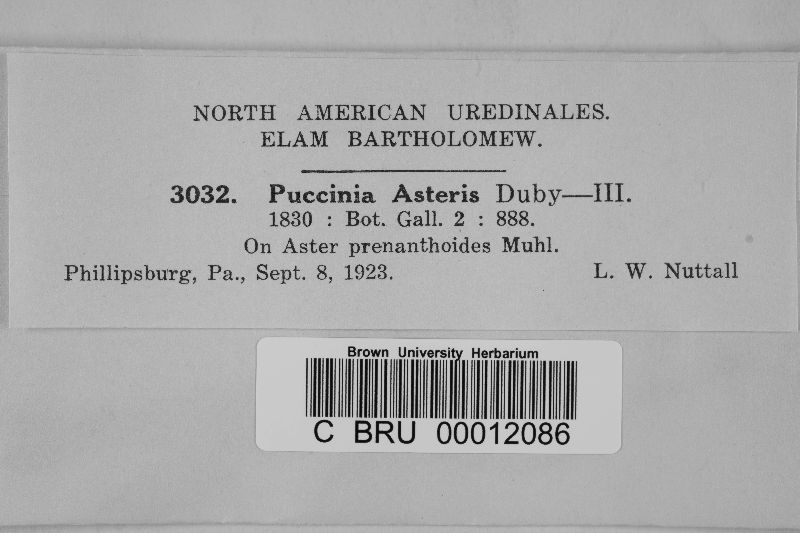 NORTH AMERICAN UREDINALES.
ELAM BARTHOLOMEW.
3032. Puccinia Asteris Duby—III.
1830 : Bot. Gall. 2 : 888.
On Aster prenanthoides Muhl.
Phillipsburg, Pa., Sept. 8, 1923. L. W. Nuttall
Brown University Herbarium
C BRU 00012086